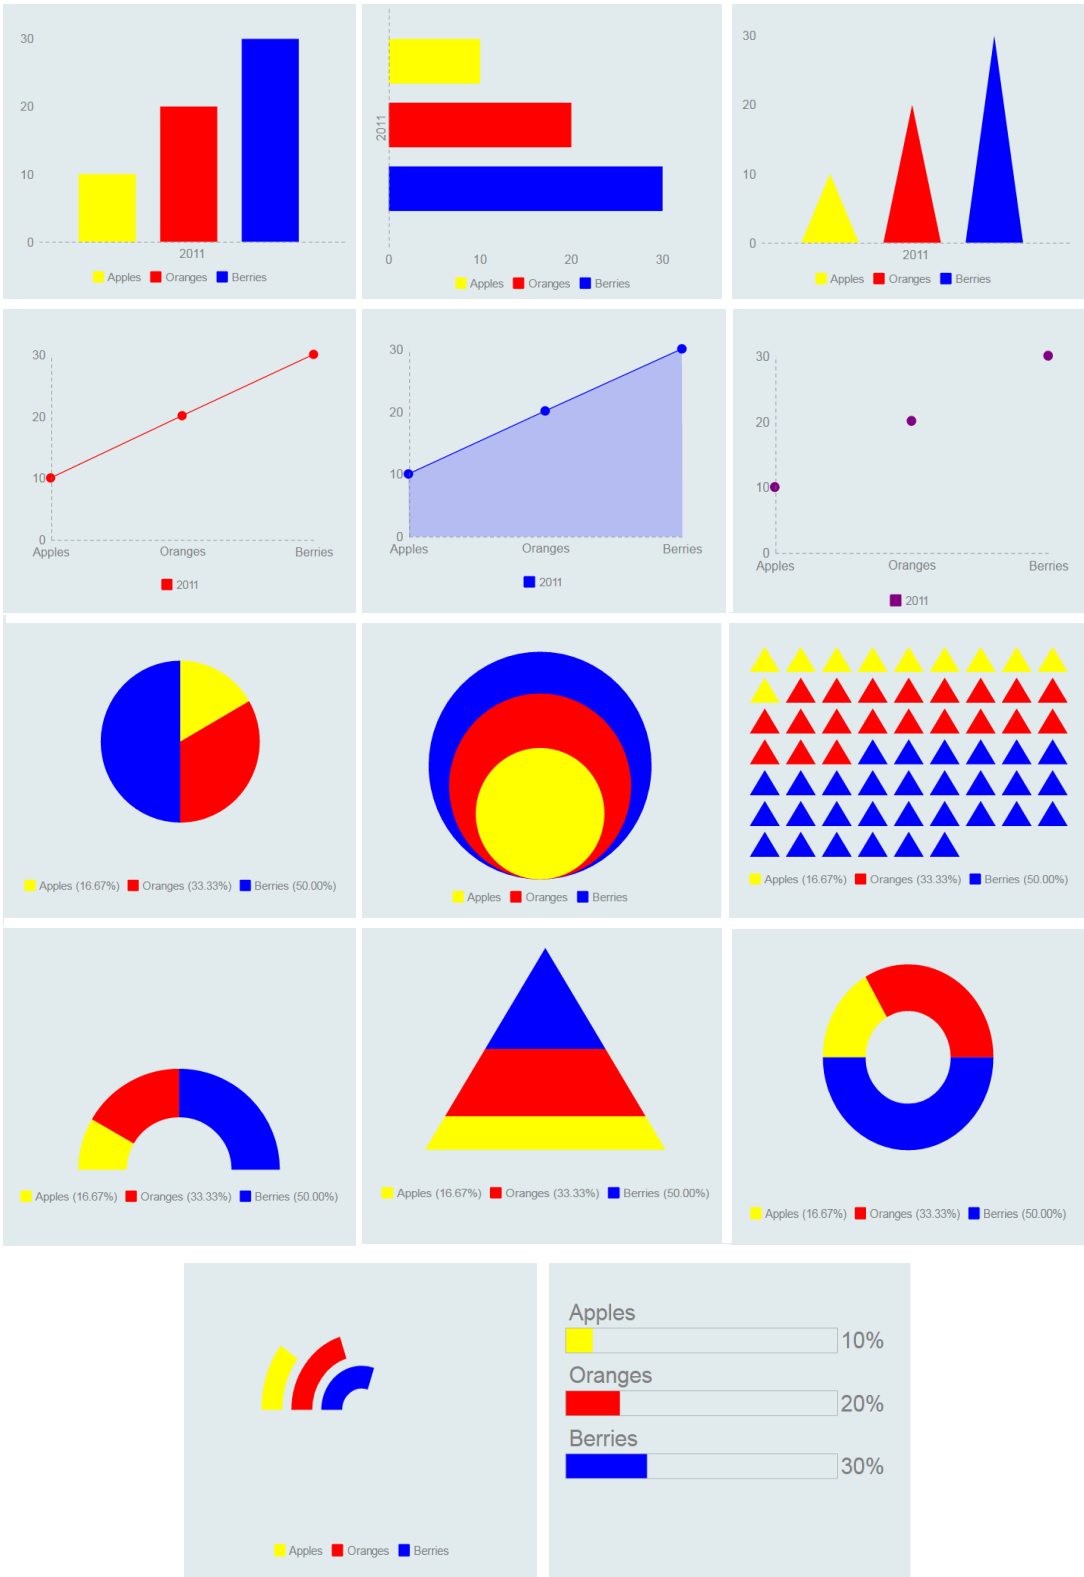 30
20
10
0
2011
Apples Oranges Berries
2011
0 10 20 30
Apples Oranges Berries
30
20
10
0
2011
Apples Oranges Berries
30
20
10
0
Apples Oranges Berries
2011
30
20
10
0
Apples Oranges Berries
2011
30
20
10
0
Apples Oranges Berries
2011
Apples (16.67%) Oranges (33.33%) Berries (50.00%)
Apples Oranges Berries
Apples (16.67%) Oranges (33.33%) Berries (50.00%)
Apples (16.67%) Oranges (33.33%) Berries (50.00%)
Apples (16.67%) Oranges (33.33%) Berries (50.00%)
Apples (16.67%) Oranges (33.33%) Berries (50.00%)
Apples Oranges Berries
Apples
10%
Oranges
20%
Berries
30%